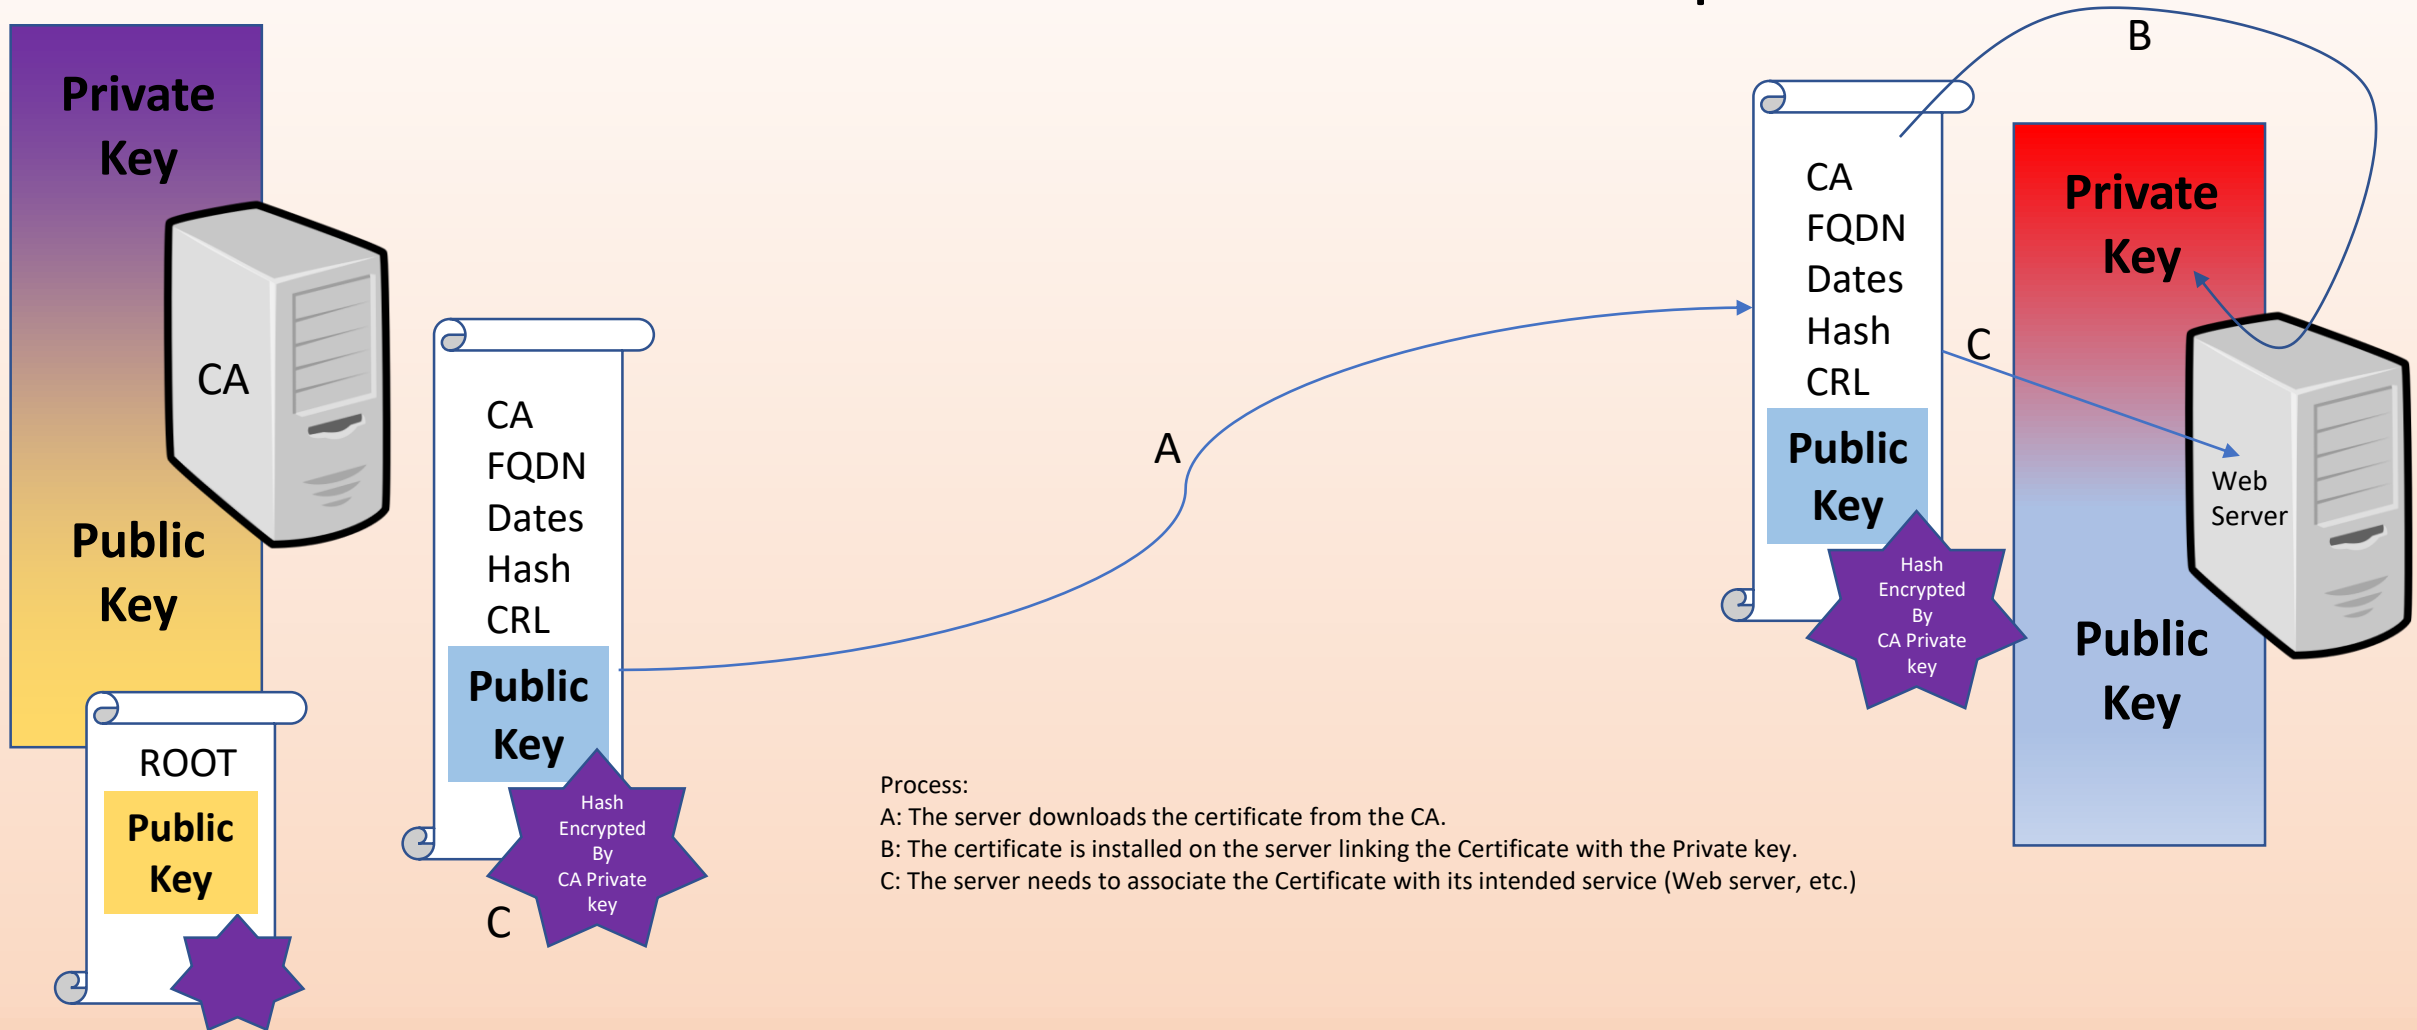 Private
Key
CA
Public
Key
ROOT
Public
Key
CA
FQDN
Dates
Hash
CRL
Public
Key
Hash
Encrypted
By
CA Private
key
C
A
Process:
A: The server downloads the certificate from the CA.
B: The certificate is installed on the server linking the Certificate with the Private key.
C: The server needs to associate the Certificate with its intended service (Web server, etc.)
B
CA
FQDN
Dates
Hash
CRL
Public
Key
Hash
Encrypted
By
CA Private
key
C
Private
Key
Web
Server
Public
Key